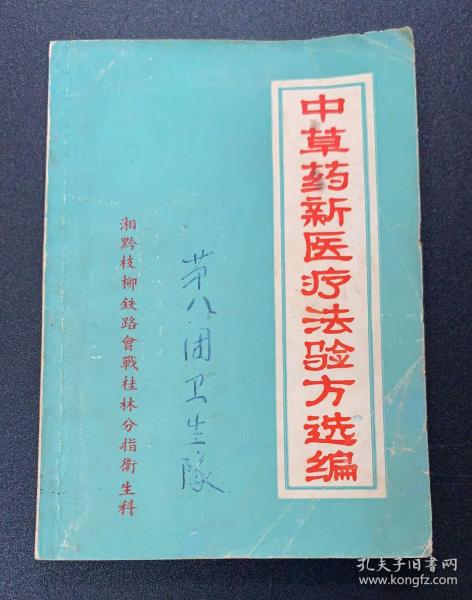 中草药新医疗法验方选编
第八团卫生队
湘黔枝柳鉄路會戰桂林分指衛生科
孔夫子旧书网
www.kongfz.com